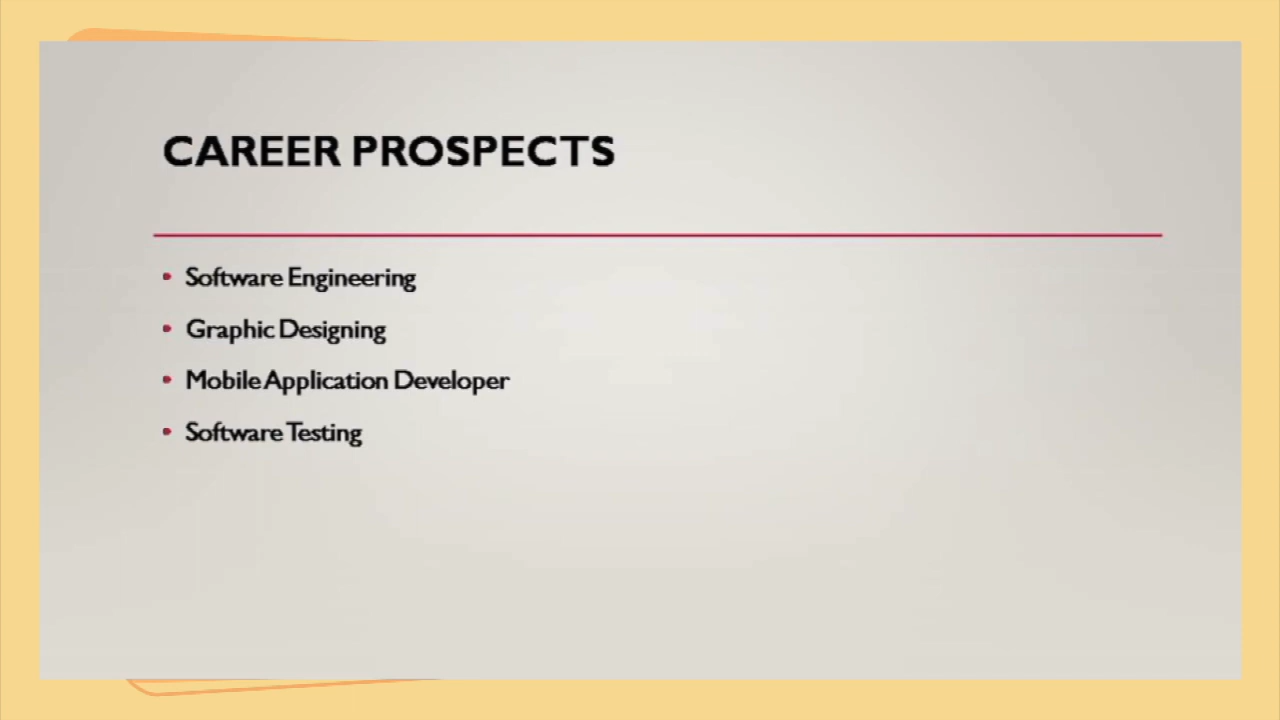 CAREER PROSPECTS
• Software Engineering
• Graphic Designing
• Mobile Application Developer
• Software Testing